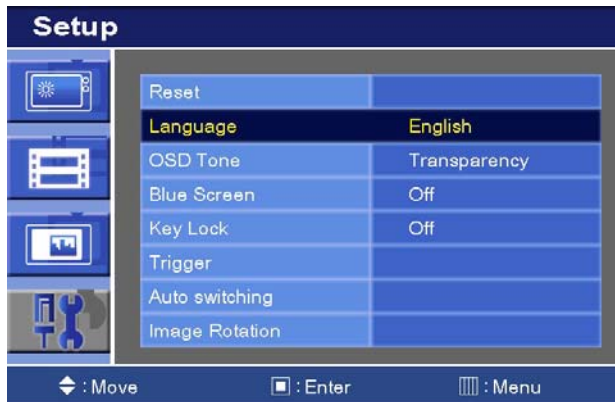 Setup
Reset
Language English
OSD Tone Transparency
Blue Screen Off
Key Lock Off
Trigger
Auto switching
Image Rotation
: Move : Enter : Menu